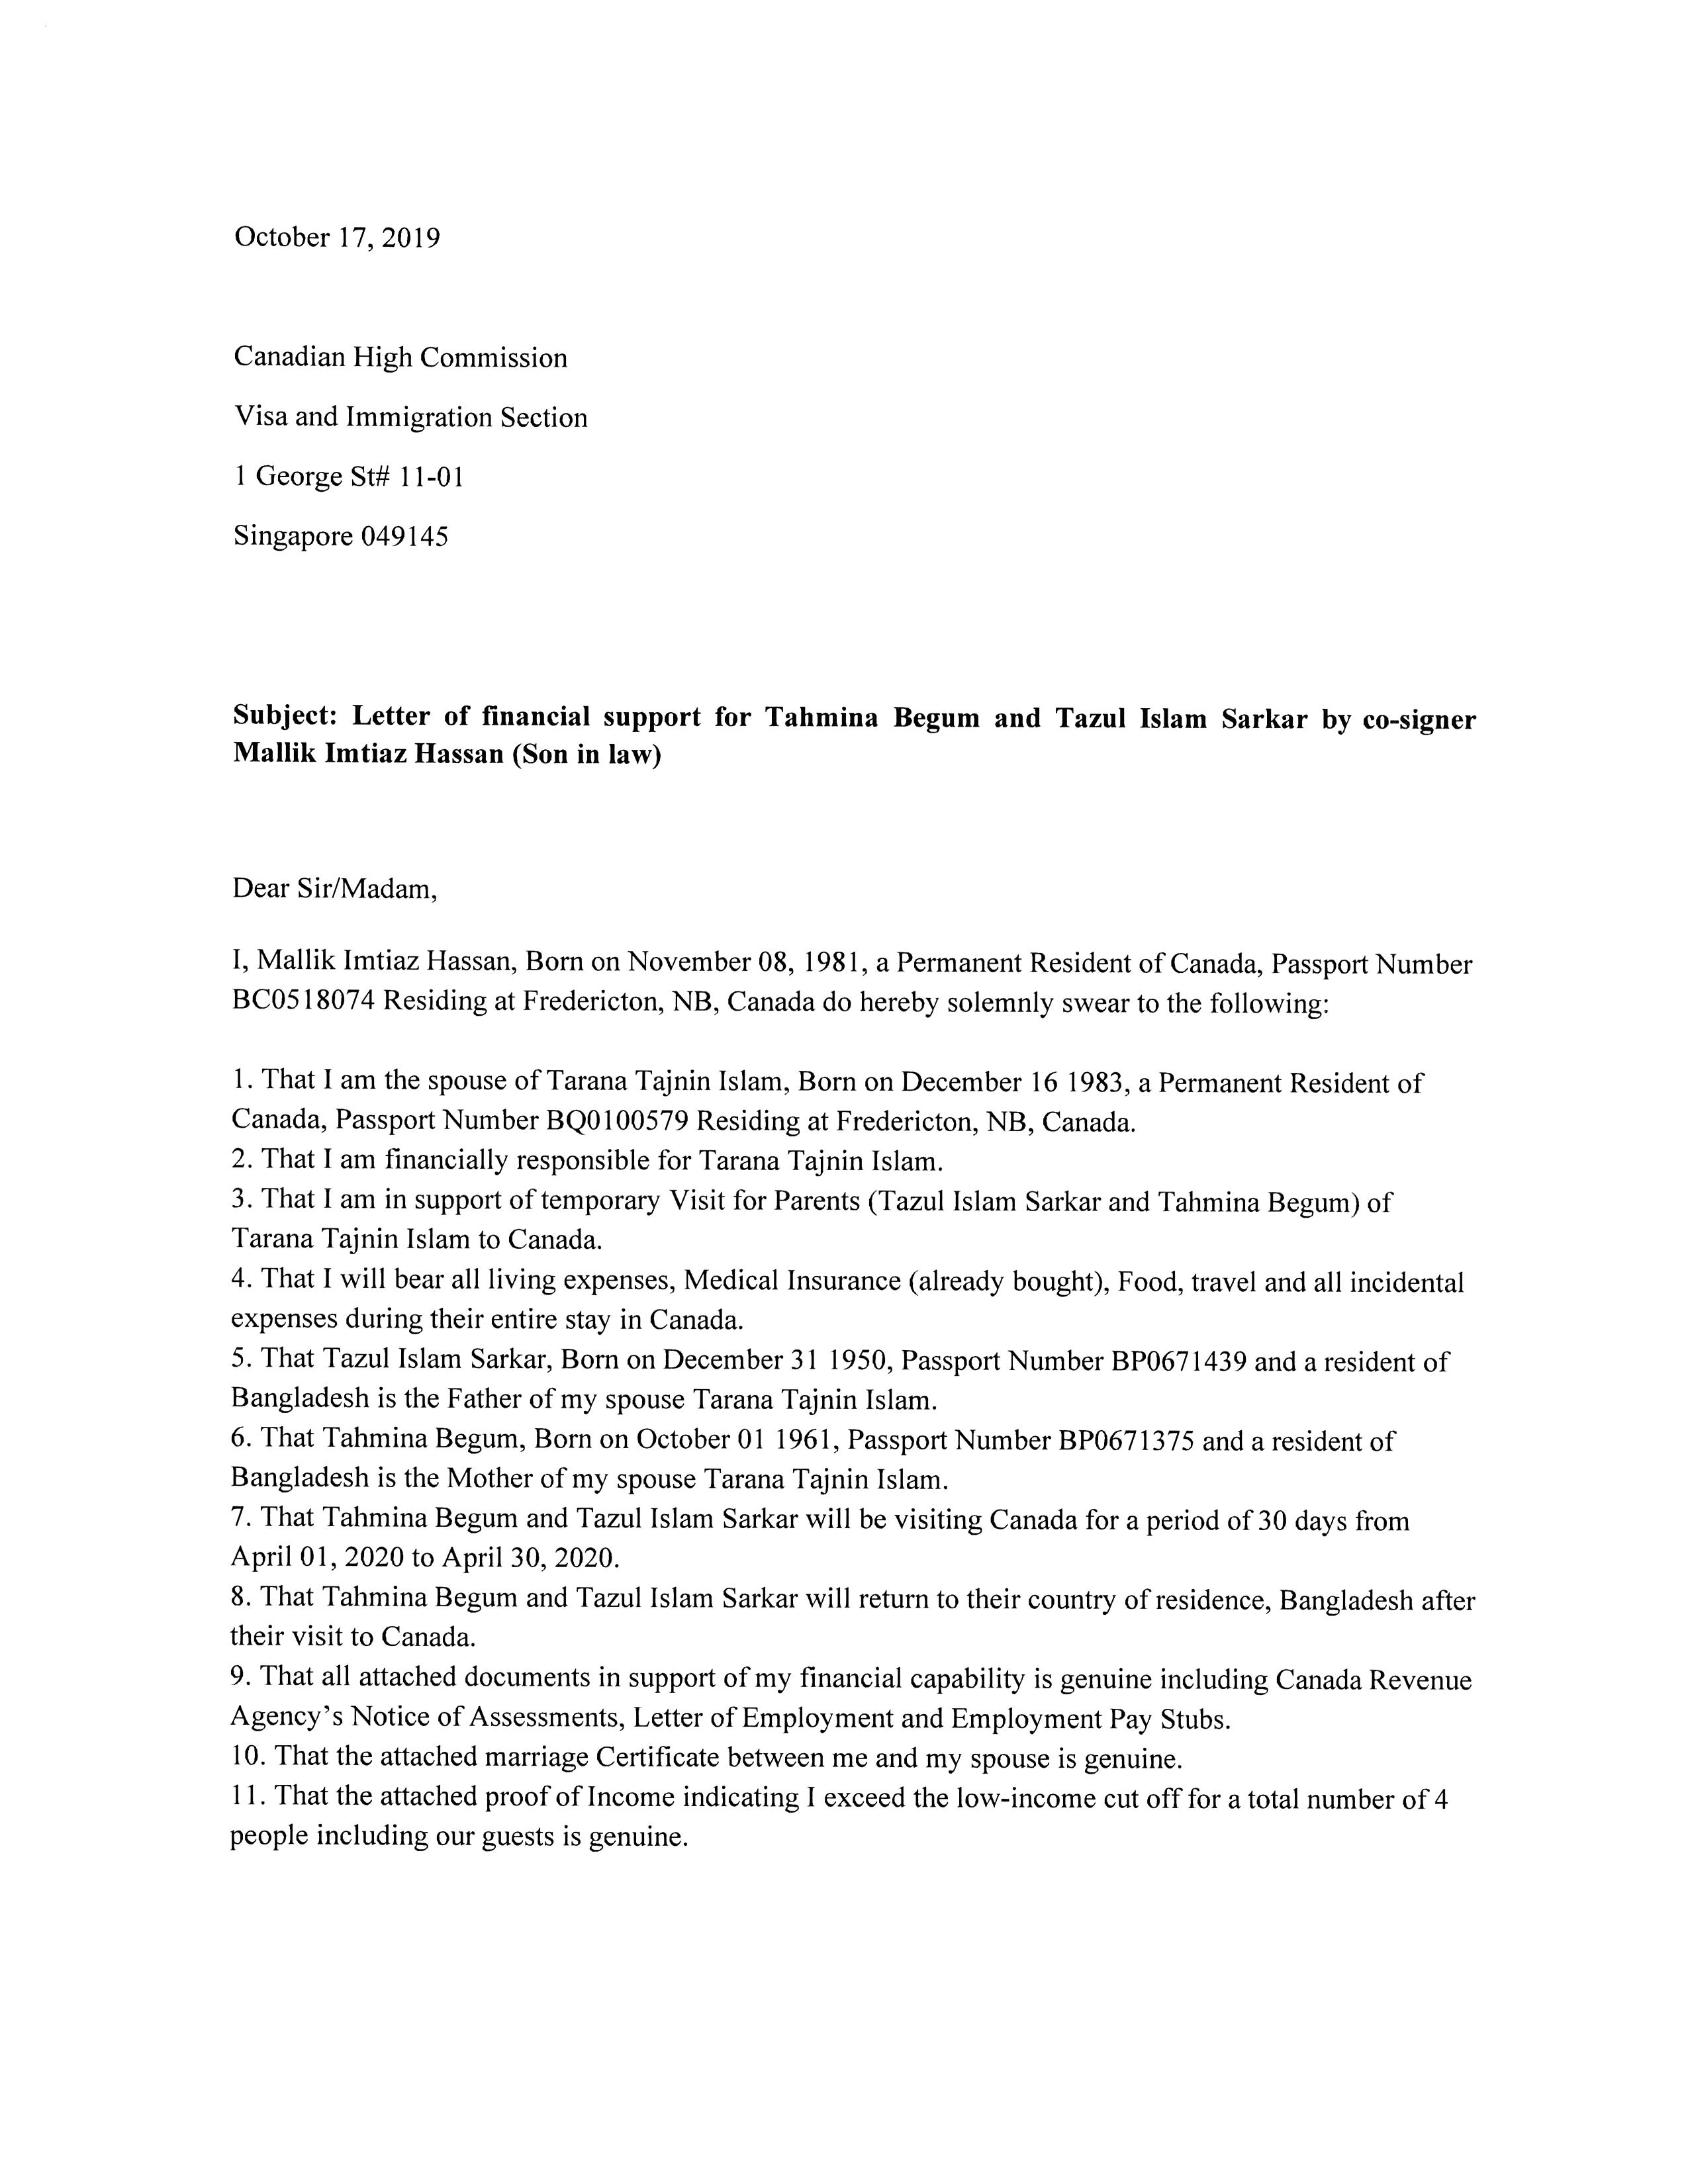 October 17, 2019
Canadian High Commission
Visa and Immigration Section
1 George St# 11-01
Singapore 049145
Subject: Letter of financial support for Tahmina Begum and Tazul Islam Sarkar by co-signer
Mallik Imtiaz Hassan (Son in law)
Dear Sir/Madam,
I, Mallik Imtiaz Hassan, Born on November 08, 1981, a Permanent Resident of Canada, Passport Number
BC0518074 Residing at Fredericton, NB, Canada do hereby solemnly swear to the following:
1. That I am the spouse of Tarana Tajnin Islam, Born on December 16 1983, a Permanent Resident of
Canada, Passport Number BQ0100579 Residing at Fredericton, NB, Canada.
2. That I am financially responsible for Tarana Tajnin Islam.
3. That I am in support of temporary Visit for Parents (Tazul Islam Sarkar and Tahmina Begum) of
Tarana Tajnin Islam to Canada.
4. That I will bear all living expenses, Medical Insurance (already bought), Food, travel and all incidental
expenses during their entire stay in Canada.
5. That Tazul Islam Sarkar, Born on December 31 1950, Passport Number BP0671439 and a resident of
Bangladesh is the Father of my spouse Tarana Tajnin Islam.
6. That Tahmina Begum, Born on October 01 1961, Passport Number BP0671375 and a resident of
Bangladesh is the Mother of my spouse Tarana Tajnin Islam.
7. That Tahmina Begum and Tazul Islam Sarkar will be visiting Canada for a period of 30 days from
April 01, 2020 to April 30, 2020.
8. That Tahmina Begum and Tazul Islam Sarkar will return to their country of residence, Bangladesh after
their visit to Canada.
9. That all attached documents in support of my financial capability is genuine including Canada Revenue
Agency's Notice of Assessments, Letter of Employment and Employment Pay Stubs.
10. That the attached marriage Certificate between me and my spouse is genuine.
11. That the attached proof of Income indicating I exceed the low-income cut off for a total number of 4
people including our guests is genuine.